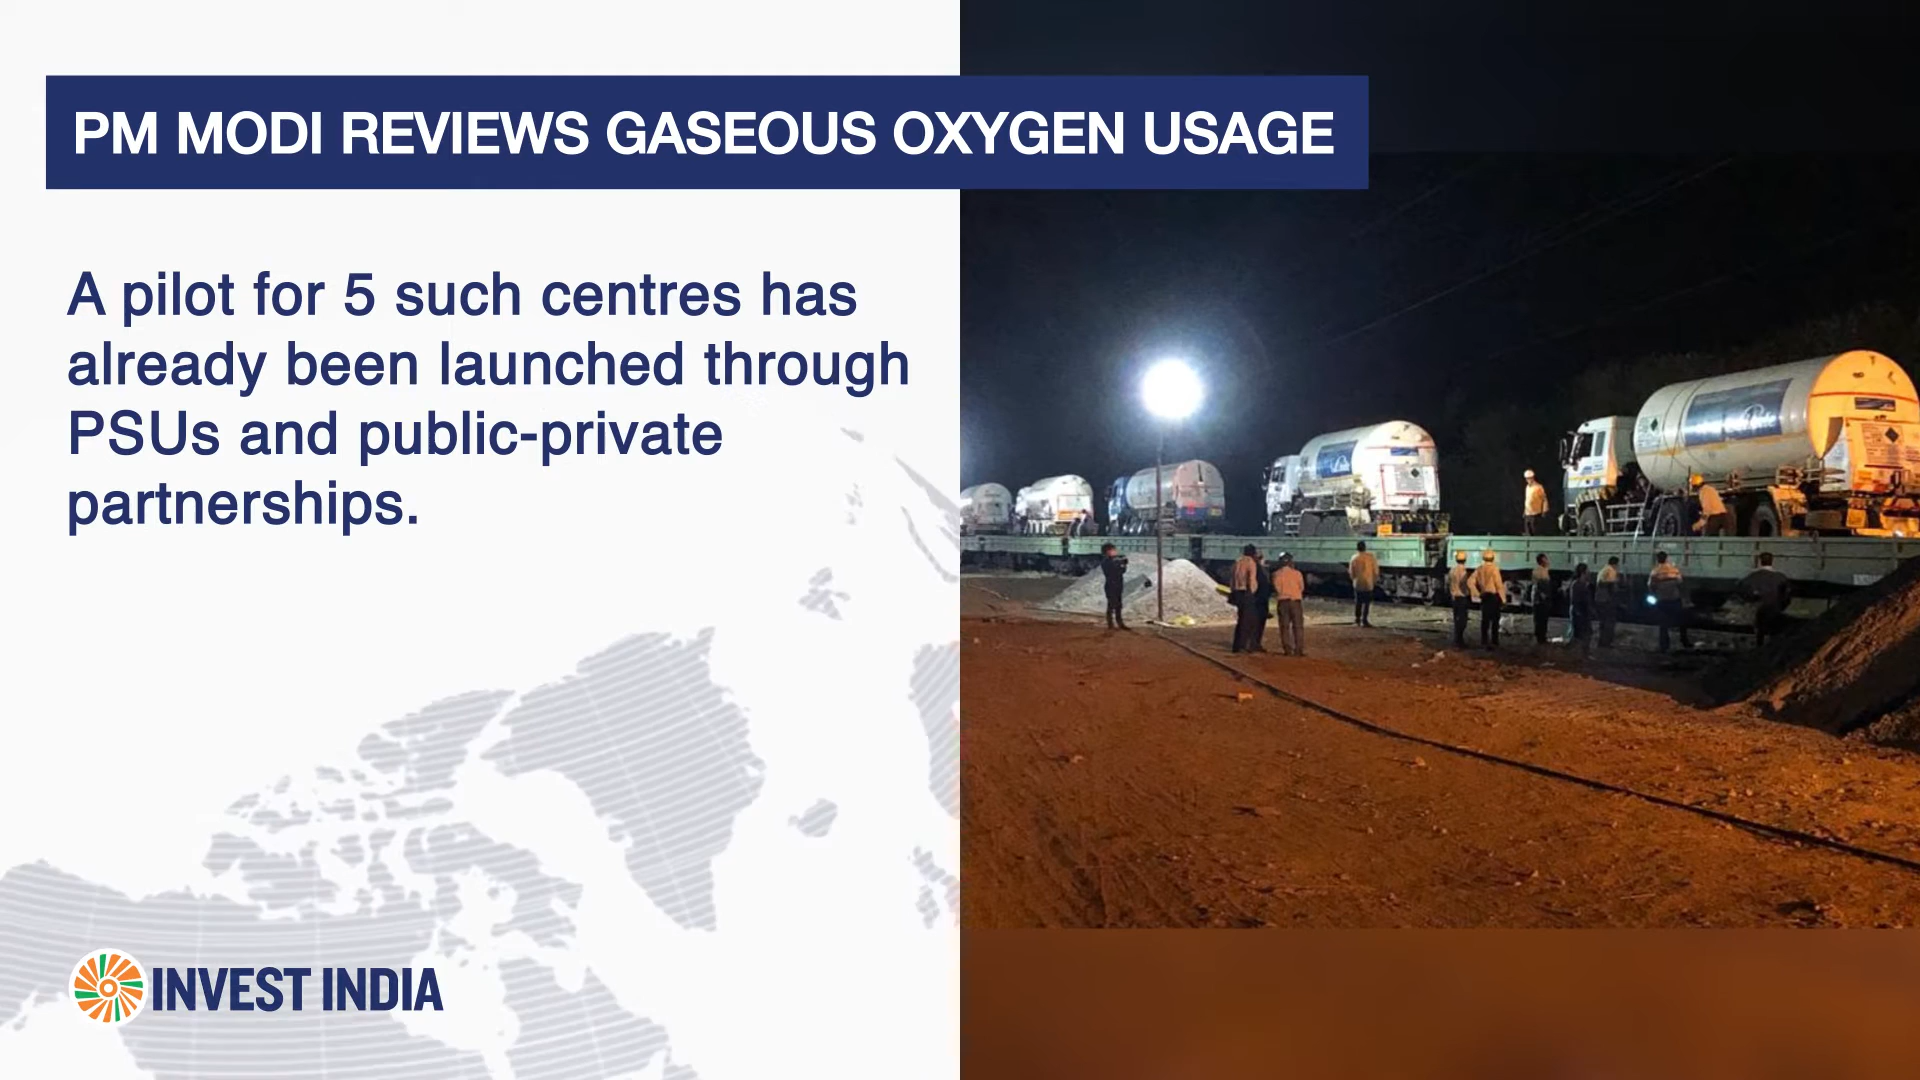 PM MODI REVIEWS GASEOUS OXYGEN USAGE
A pilot for 5 such centres has
already been launched through
PSUs and public-private
partnerships.
INVEST INDIA